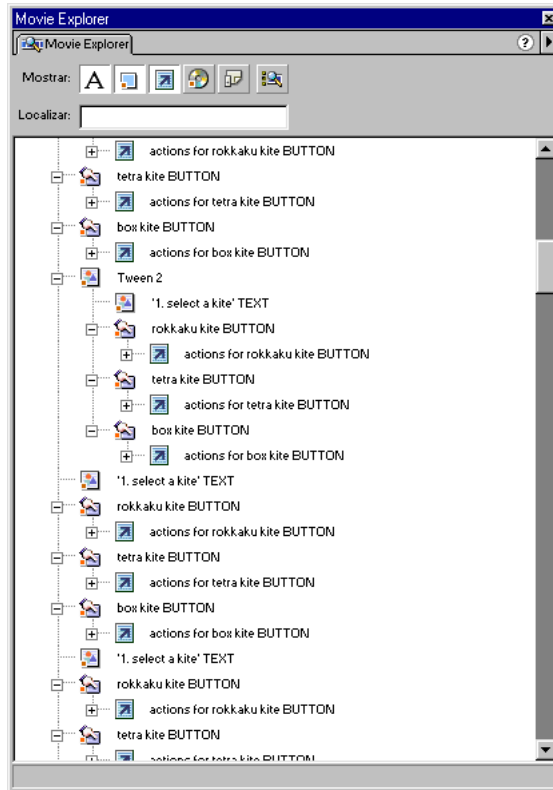 Movie Explorer
Movie Explorer ?
Mostrar: A
Localizar:
actions for rokkaku kite BUTTON
tetra kite BUTTON
actions for tetra kite BUTTON
box kite BUTTON
actions for box kite BUTTON
Tween 2
'1. select a kite' TEXT
rokkaku kite BUTTON
actions for rokkaku kite BUTTON
tetra kite BUTTON
actions for tetra kite BUTTON
box kite BUTTON
actions for box kite BUTTON
'1. select a kite' TEXT
rokkaku kite BUTTON
actions for rokkaku kite BUTTON
tetra kite BUTTON
actions for tetra kite BUTTON
box kite BUTTON
actions for box kite BUTTON
'1. select a kite' TEXT
rokkaku kite BUTTON
actions for rokkaku kite BUTTON
tetra kite BUTTON
actions for tetra kite BUTTON